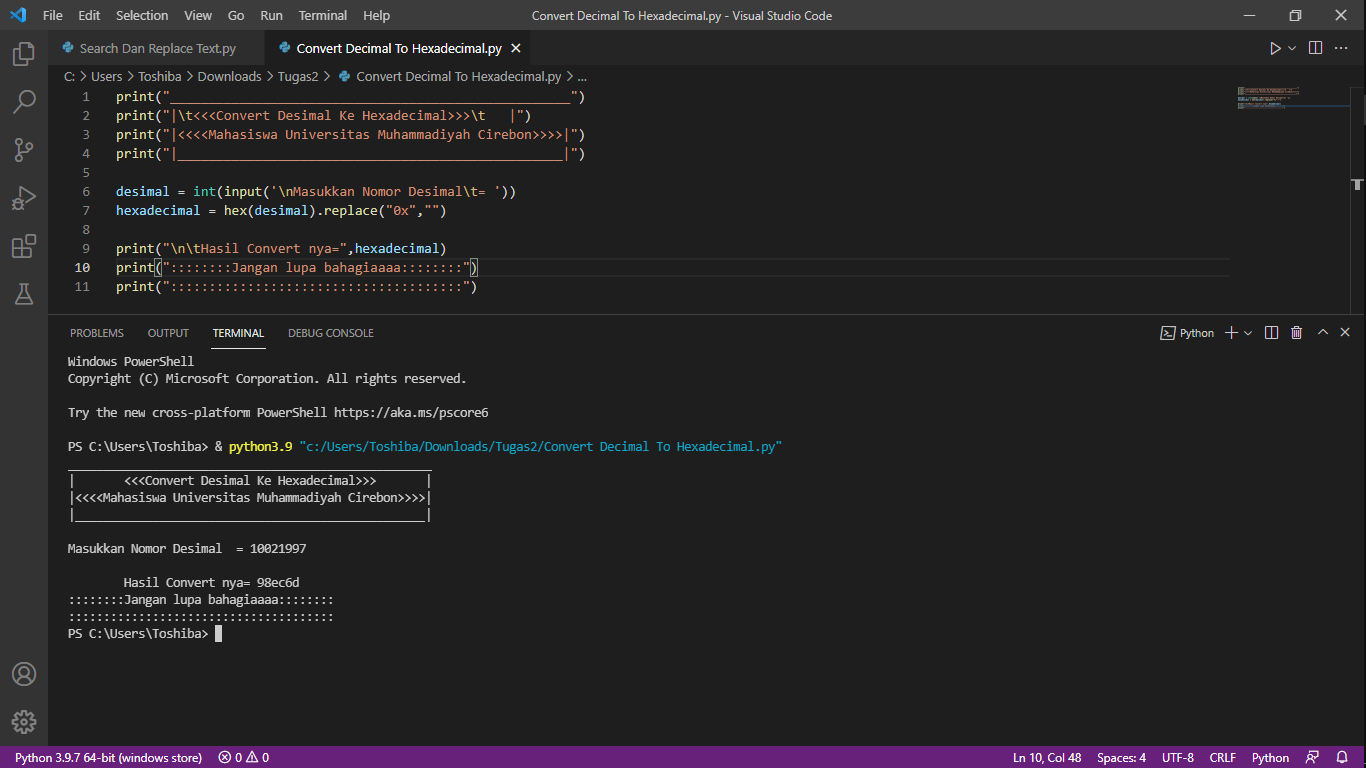 File Edit Selection View Go Run Terminal Help Convert Decimal To Hexadecimal.py - Visual Studio Code
Search Dan Replace Text.py Convert Decimal To Hexadecimal.py
C: > Users > Toshiba > Downloads > Tugas2 > Convert Decimal To Hexadecimal.py > ...
1 print("____________________________________________________")
2 print("|\t<<<Convert Desimal Ke Hexadecimal>>>\t   |")
3 print("|<<<<Mahasiswa Universitas Muhammadiyah Cirebon>>>>|")
4 print("|__________________________________________________|")
5
6 desimal = int(input('\nMasukkan Nomor Desimal\t= '))
7 hexadecimal = hex(desimal).replace("0x","")
8
9 print("\n\tHasil Convert nya=",hexadecimal)
10 print("::::::::Jangan lupa bahagiaaaa::::::::")
11 print("::::::::::::::::::::::::::::::::::::::")
PROBLEMS OUTPUT TERMINAL DEBUG CONSOLE Python
Windows PowerShell
Copyright (C) Microsoft Corporation. All rights reserved.
Try the new cross-platform PowerShell https://aka.ms/pscore6
PS C:\Users\Toshiba> & python3.9 "c:/Users/Toshiba/Downloads/Tugas2/Convert Decimal To Hexadecimal.py"
____________________________________________________
|       <<<Convert Desimal Ke Hexadecimal>>>       |
|<<<<Mahasiswa Universitas Muhammadiyah Cirebon>>>>|
|__________________________________________________|
Masukkan Nomor Desimal  = 10021997
Hasil Convert nya= 98ec6d
::::::::Jangan lupa bahagiaaaa::::::::
::::::::::::::::::::::::::::::::::::::
PS C:\Users\Toshiba>
Python 3.9.7 64-bit (windows store) 0 0 Ln 10, Col 48 Spaces: 4 UTF-8 CRLF Python